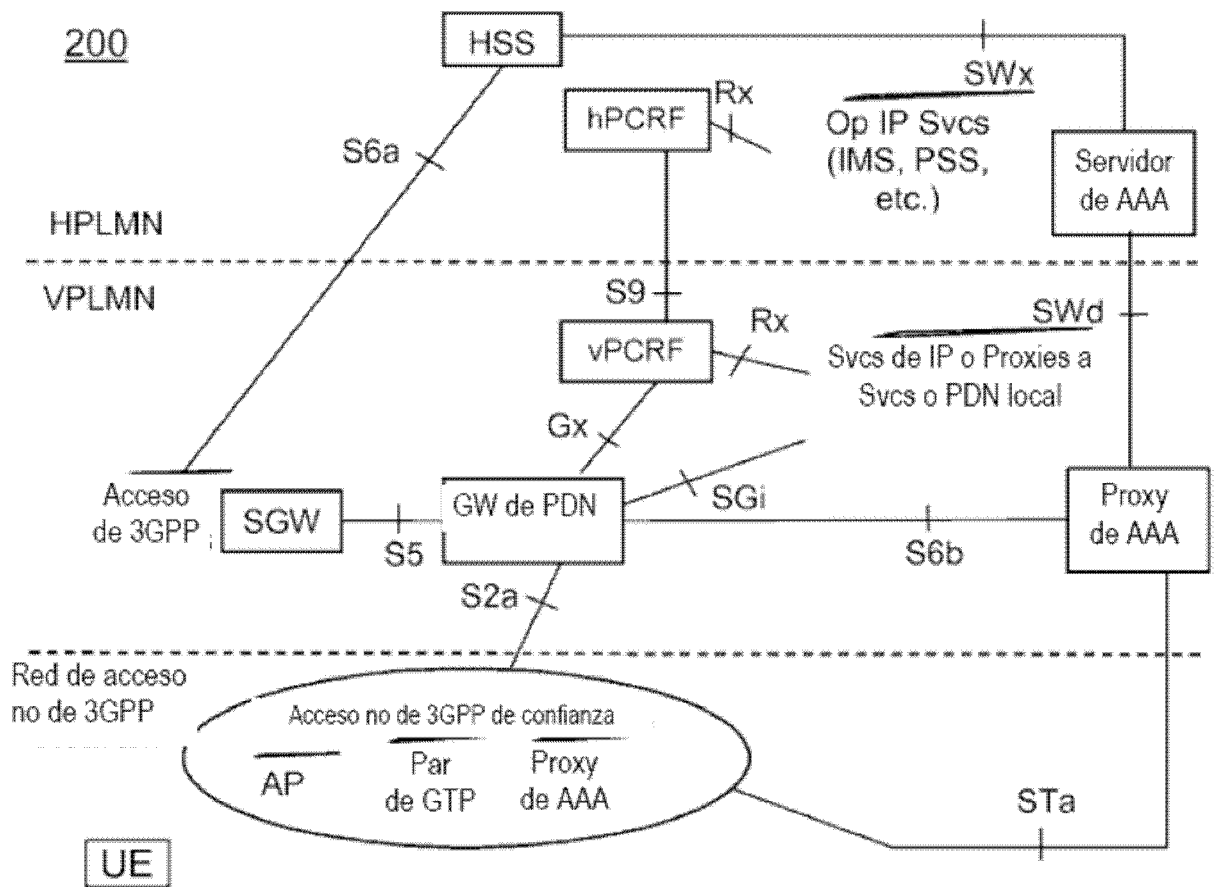 200
HSS
SWx
hPCRF
Rx
Op IP Svcs
(IMS, PSS,
etc.)
Servidor
de AAA
S6a
HPLMN
VPLMN
S9
SWd
vPCRF
Rx
Svcs de IP o Proxies a
Svcs o PDN local
Gx
Acceso
de 3GPP
SGW
S5
GW de PDN
SGi
S6b
Proxy
de AAA
S2a
Red de acceso
no de 3GPP
Acceso no de 3GPP de confianza
AP
Par
de GTP
Proxy
de AAA
STa
UE